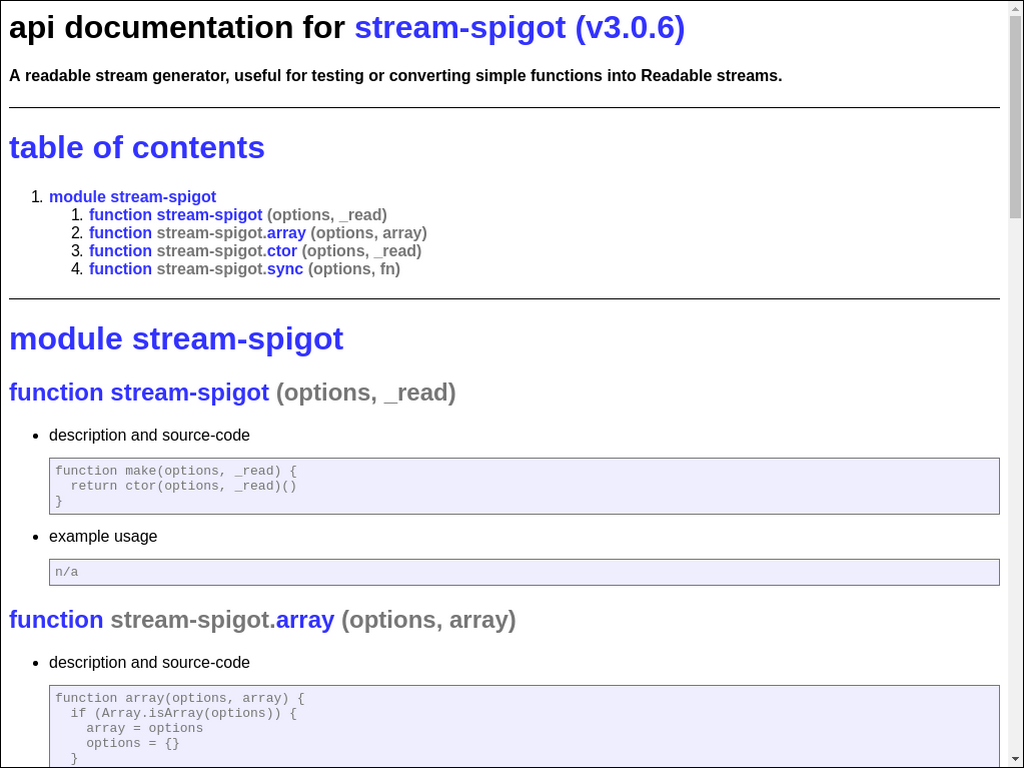 api documentation for stream-spigot (v3.0.6)
A readable stream generator, useful for testing or converting simple functions into Readable streams.
table of contents
1. module stream-spigot
1. function stream-spigot (options, _read)
2. function stream-spigot.array (options, array)
3. function stream-spigot.ctor (options, _read)
4. function stream-spigot.sync (options, fn)
module stream-spigot
function stream-spigot (options, _read)
• description and source-code
function make(options, _read) {
  return ctor(options, _read)()
}
• example usage
n/a
function stream-spigot.array (options, array)
• description and source-code
function array(options, array) {
  if (Array.isArray(options)) {
    array = options
    options = {}
  }